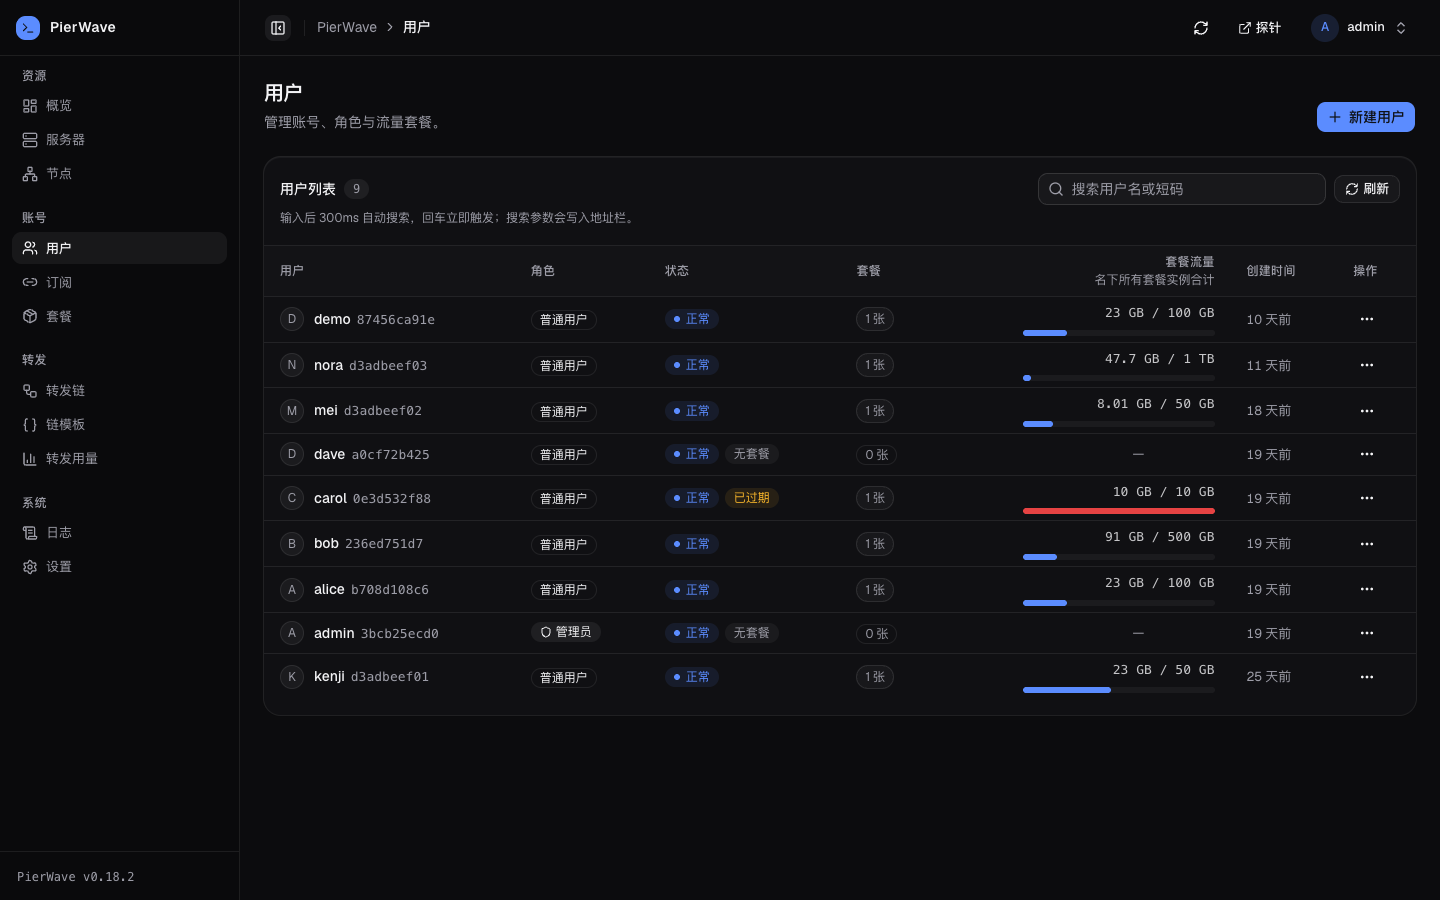 PierWave
PierWave > 用户
探针
A admin
资源
概览
服务器
节点
账号
用户
订阅
套餐
转发
转发链
链模板
转发用量
系统
日志
设置
PierWave v0.18.2
用户
管理账号、角色与流量套餐。
新建用户
用户列表 9
输入后 300ms 自动搜索，回车立即触发；搜索参数会写入地址栏。
搜索用户名或短码
刷新
用户 角色 状态 套餐 套餐流量 创建时间 操作
名下所有套餐实例合计
D demo 87456ca91e 普通用户 正常 1 张 23 GB / 100 GB 10 天前
N nora d3adbeef03 普通用户 正常 1 张 47.7 GB / 1 TB 11 天前
M mei d3adbeef02 普通用户 正常 1 张 8.01 GB / 50 GB 18 天前
D dave a0cf72b425 普通用户 正常 无套餐 0 张 — 19 天前
C carol 0e3d532f88 普通用户 正常 已过期 1 张 10 GB / 10 GB 19 天前
B bob 236ed751d7 普通用户 正常 1 张 91 GB / 500 GB 19 天前
A alice b708d108c6 普通用户 正常 1 张 23 GB / 100 GB 19 天前
A admin 3bcb25ecd0 管理员 正常 无套餐 0 张 — 19 天前
K kenji d3adbeef01 普通用户 正常 1 张 23 GB / 50 GB 25 天前